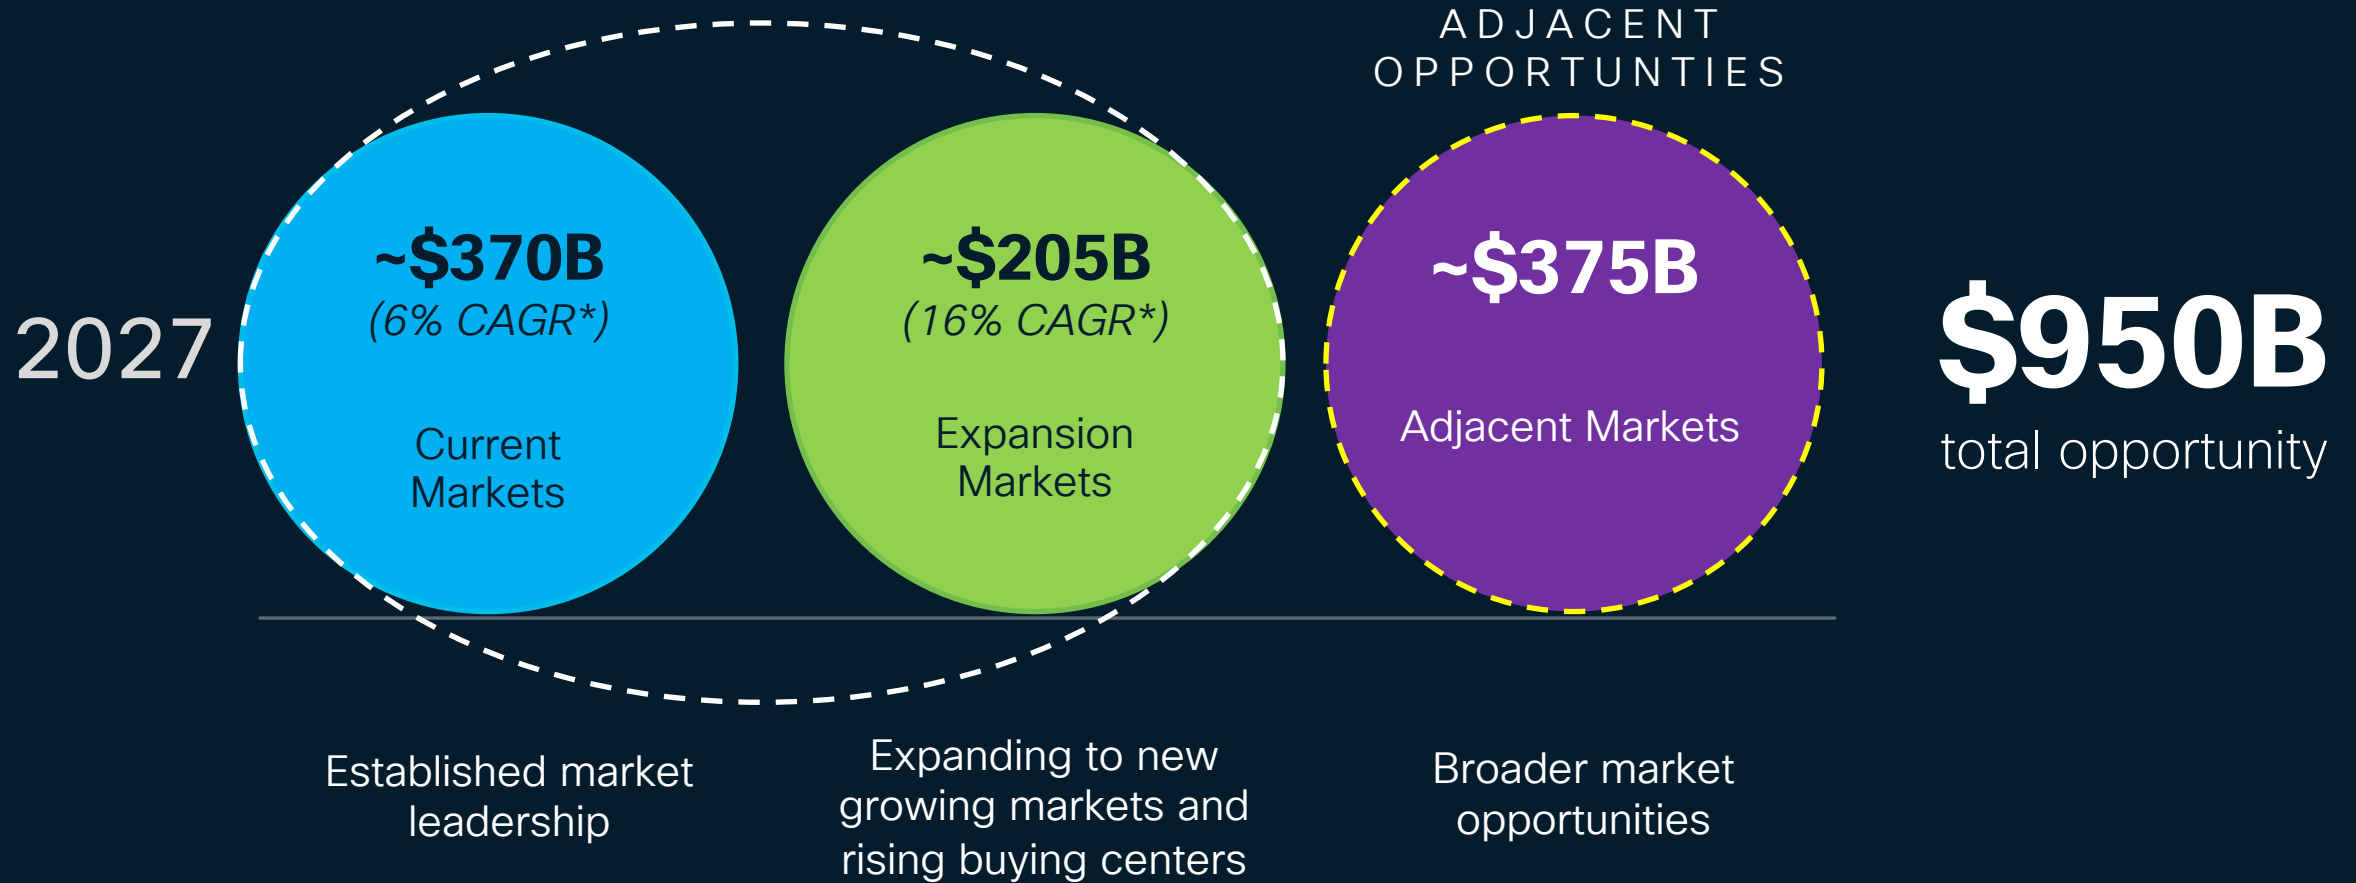 ADJACENT
OPPORTUNTIES
2027
~$370B
(6% CAGR*)
Current
Markets
~$205B
(16% CAGR*)
Expansion
Markets
~$375B
Adjacent Markets
$950B
total opportunity
Established market
leadership
Expanding to new
growing markets and
rising buying centers
Broader market
opportunities